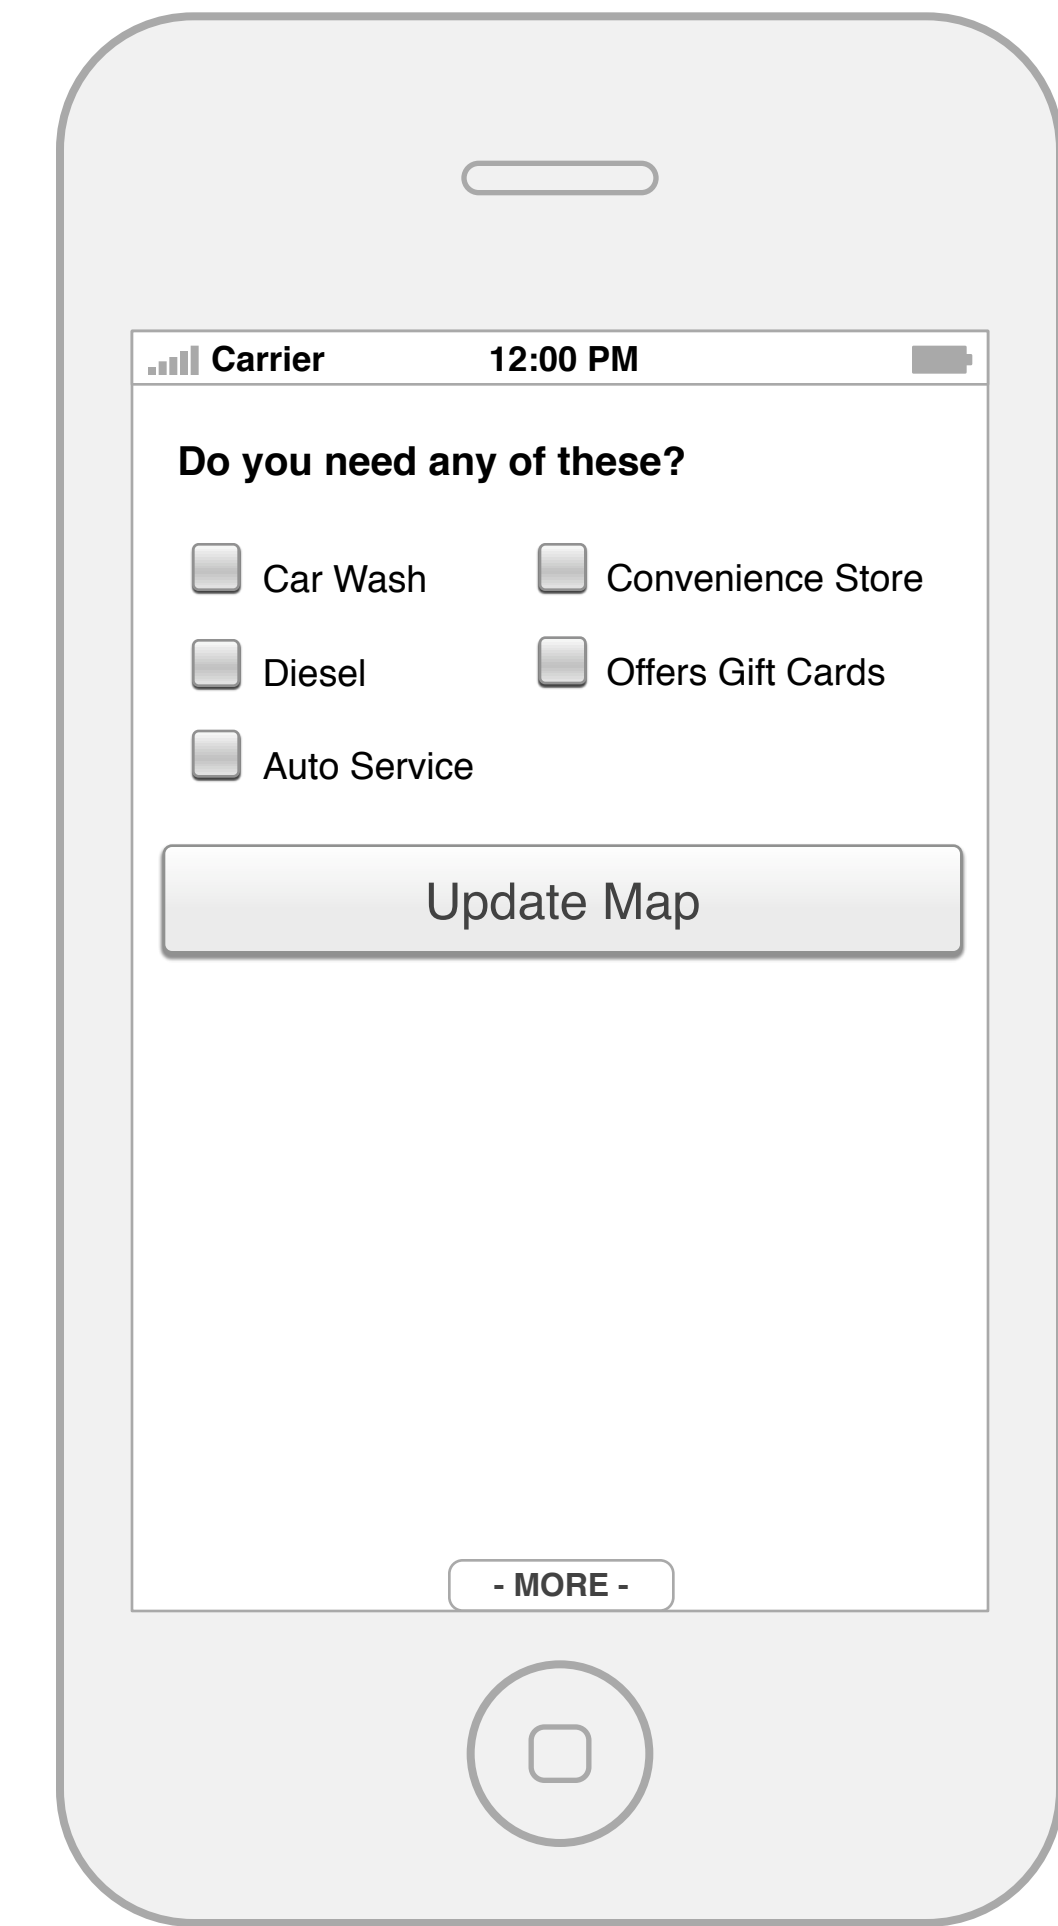 Carrier 12:00 PM
Do you need any of these?
Car Wash Convenience Store
Diesel Offers Gift Cards
Auto Service
Update Map
- MORE -